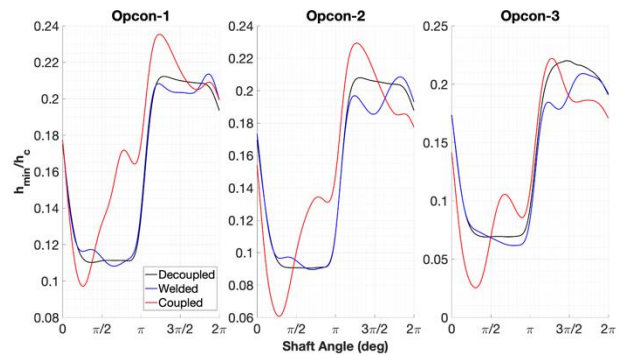 Opcon-1
Opcon-2
Opcon-3
h_min/h_c
0.24
0.22
0.2
0.18
0.16
0.14
0.12
0.1
0.08
0
π/2
π
3π/2
2π
Decoupled
Welded
Coupled
0.24
0.22
0.2
0.18
0.16
0.14
0.12
0.1
0.08
0.06
0
π/2
π
3π/2
2π
0.25
0.2
0.15
0.1
0.05
0
0
π/2
π
3π/2
2π
Shaft Angle (deg)